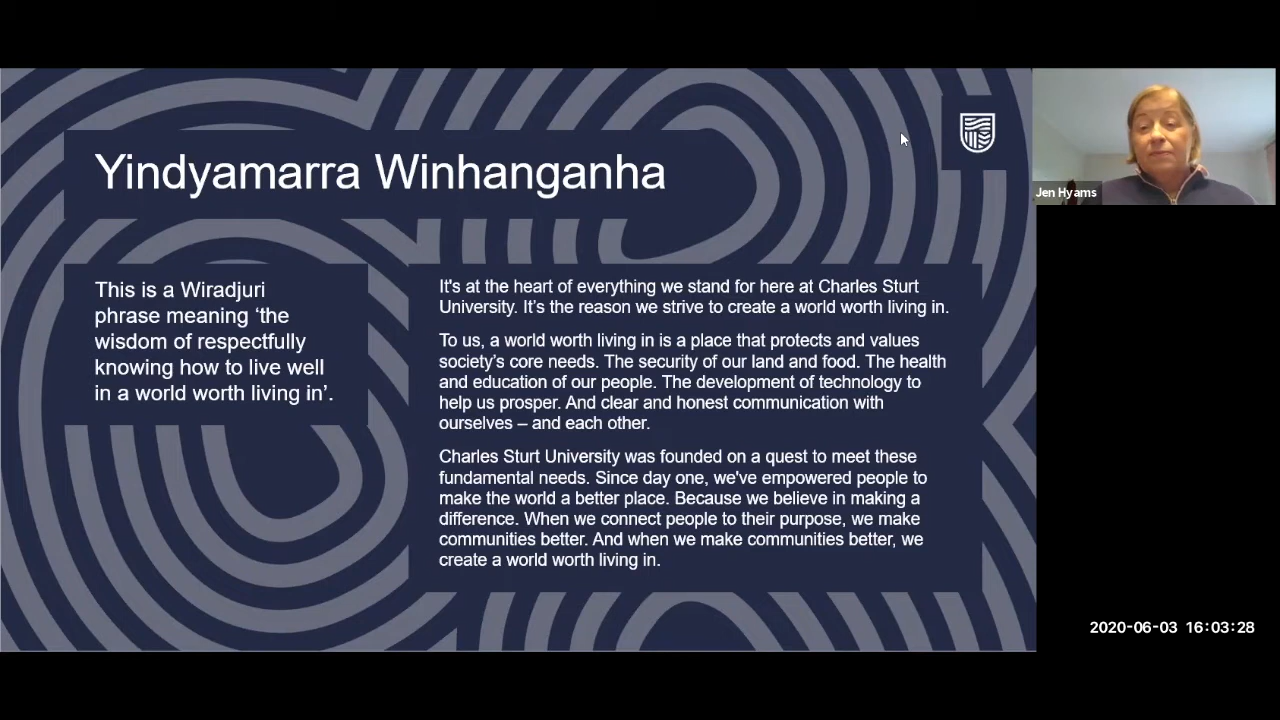 Yindyamarra Winhanganha
This is a Wiradjuri
phrase meaning ‘the
wisdom of respectfully
knowing how to live well
in a world worth living in’.
It's at the heart of everything we stand for here at Charles Sturt
University. It’s the reason we strive to create a world worth living in.
To us, a world worth living in is a place that protects and values
society’s core needs. The security of our land and food. The health
and education of our people. The development of technology to
help us prosper. And clear and honest communication with
ourselves – and each other.
Charles Sturt University was founded on a quest to meet these
fundamental needs. Since day one, we've empowered people to
make the world a better place. Because we believe in making a
difference. When we connect people to their purpose, we make
communities better. And when we make communities better, we
create a world worth living in.
Jen Hyams
2020-06-03 16:03:28